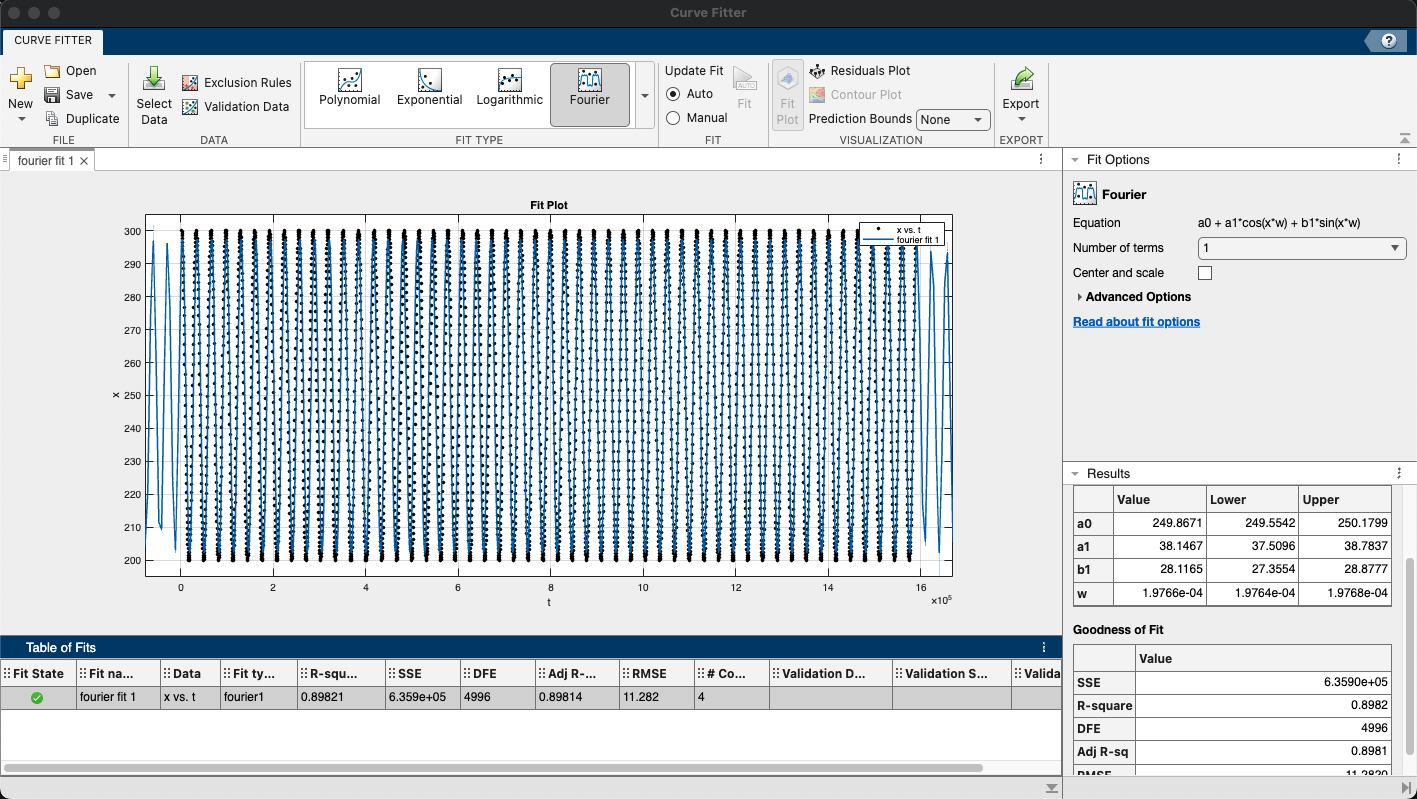 Curve Fitter
CURVE FITTER
New
Open
Save
Duplicate
FILE
Select
Data
Exclusion Rules
Validation Data
DATA
Polynomial
Exponential
Logarithmic
Fourier
FIT TYPE
Update Fit
Auto
Manual
AUTO
Fit
FIT
Fit
Plot
Residuals Plot
Contour Plot
Prediction Bounds None
VISUALIZATION
Export
EXPORT
fourier fit 1
Fit Plot
x vs. t
fourier fit 1
300
290
280
270
260
250
240
230
220
210
200
x
0 2 4 6 8 10 12 14 16
×10⁵
t
Table of Fits
Fit State Fit na... Data Fit ty... R-squ... SSE DFE Adj R-... RMSE # Co... Validation D... Validation S... Valida
fourier fit 1 x vs. t fourier1 0.89821 6.359e+05 4996 0.89814 11.282 4
Fit Options
Fourier
Equation a0 + a1*cos(x*w) + b1*sin(x*w)
Number of terms 1
Center and scale
Advanced Options
Read about fit options
Results
Value Lower Upper
a0 249.8671 249.5542 250.1799
a1 38.1467 37.5096 38.7837
b1 28.1165 27.3554 28.8777
w 1.9766e-04 1.9764e-04 1.9768e-04
Goodness of Fit
Value
SSE 6.3590e+05
R-square 0.8982
DFE 4996
Adj R-sq 0.8981
RMSE 11.2820